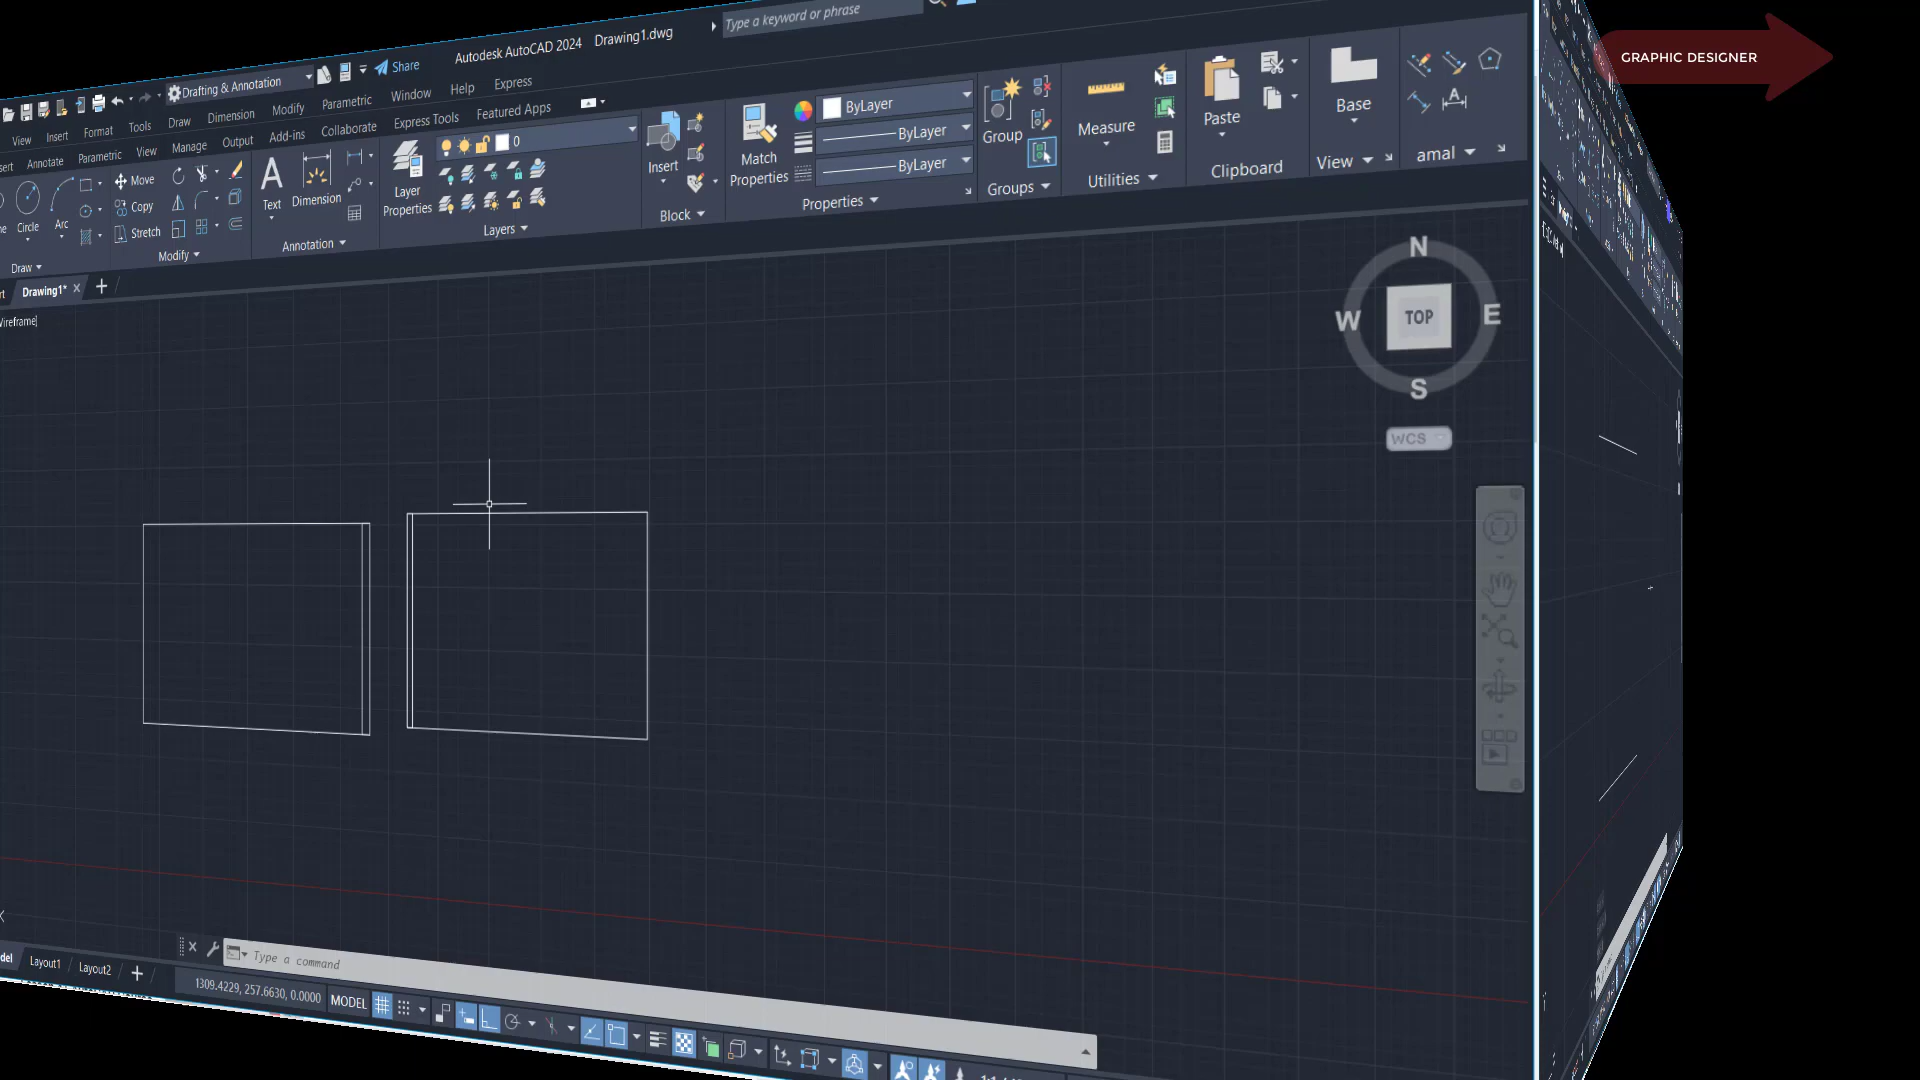 GRAPHIC DESIGNER
Type a keyword or phrase
Autodesk AutoCAD 2024 Drawing1.dwg
Drafting & Annotation Share
View Insert Format Tools Draw Dimension Modify Parametric Window Help Express
Annotate Parametric View Manage Output Add-ins Collaborate Express Tools Featured Apps
Circle
Arc
Draw
Move
Copy
Stretch
Modify
Text
Dimension
Annotation
Layer
Properties
0
Layers
Insert
Block
Match
Properties
ByLayer
ByLayer
ByLayer
Properties
Group
Groups
Measure
Utilities
Paste
Clipboard
Base
View
amal
Drawing1*
Wireframe]
N
W TOP E
S
WCS
Type a command
Layout1 Layout2
1309.4229, 257.6630, 0.0000 MODEL